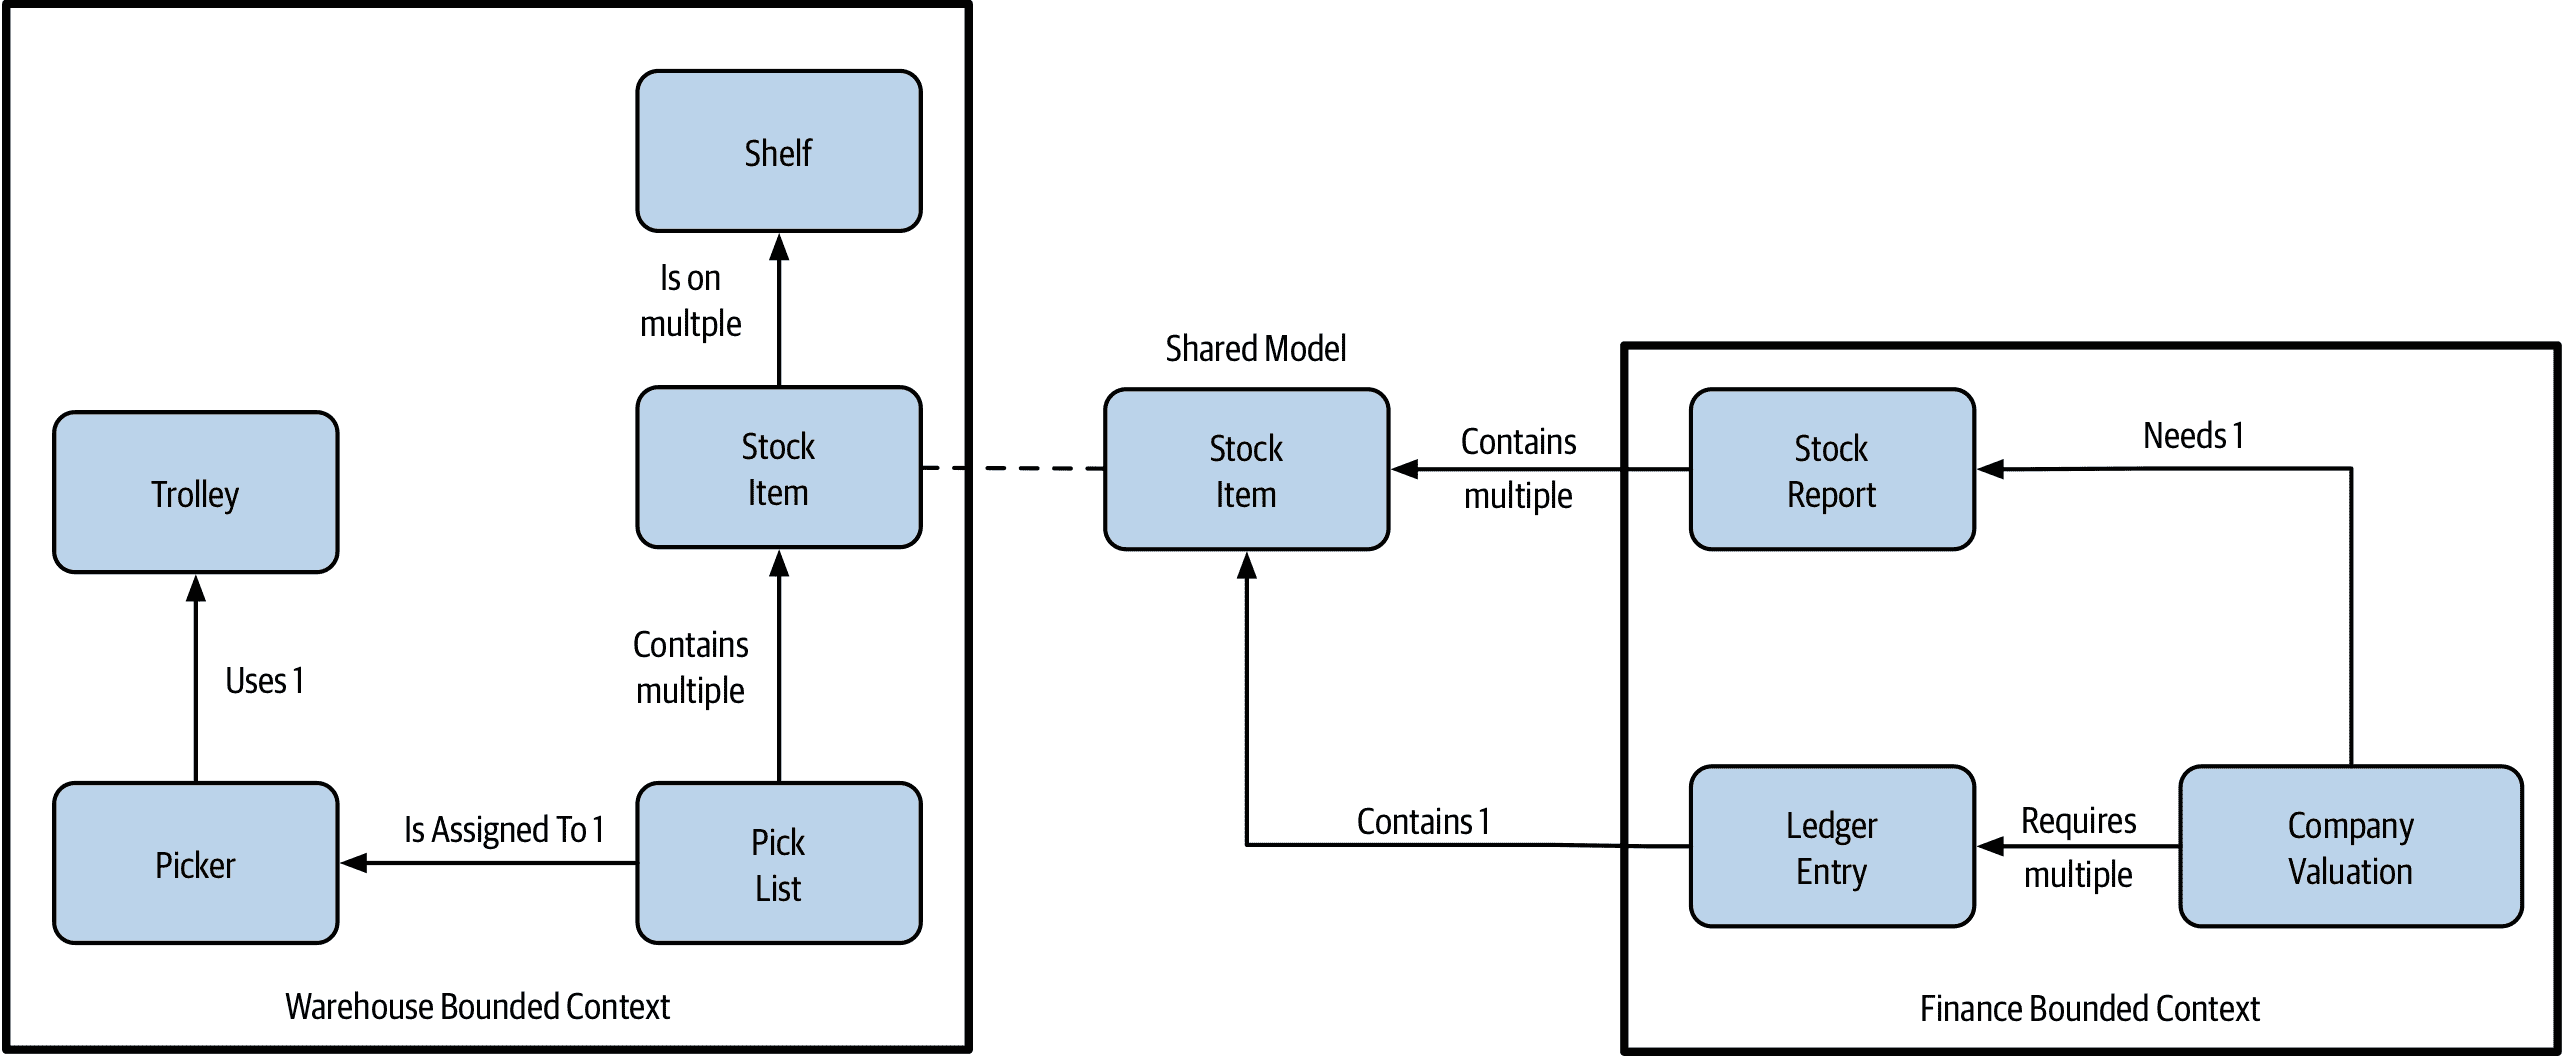 Shelf
Is on
multple
Stock
Item
Trolley
Uses 1
Contains
multiple
Picker
Is Assigned To 1
Pick
List
Warehouse Bounded Context
Shared Model
Stock
Item
Contains
multiple
Contains 1
Stock
Report
Needs 1
Ledger
Entry
Requires
multiple
Company
Valuation
Finance Bounded Context